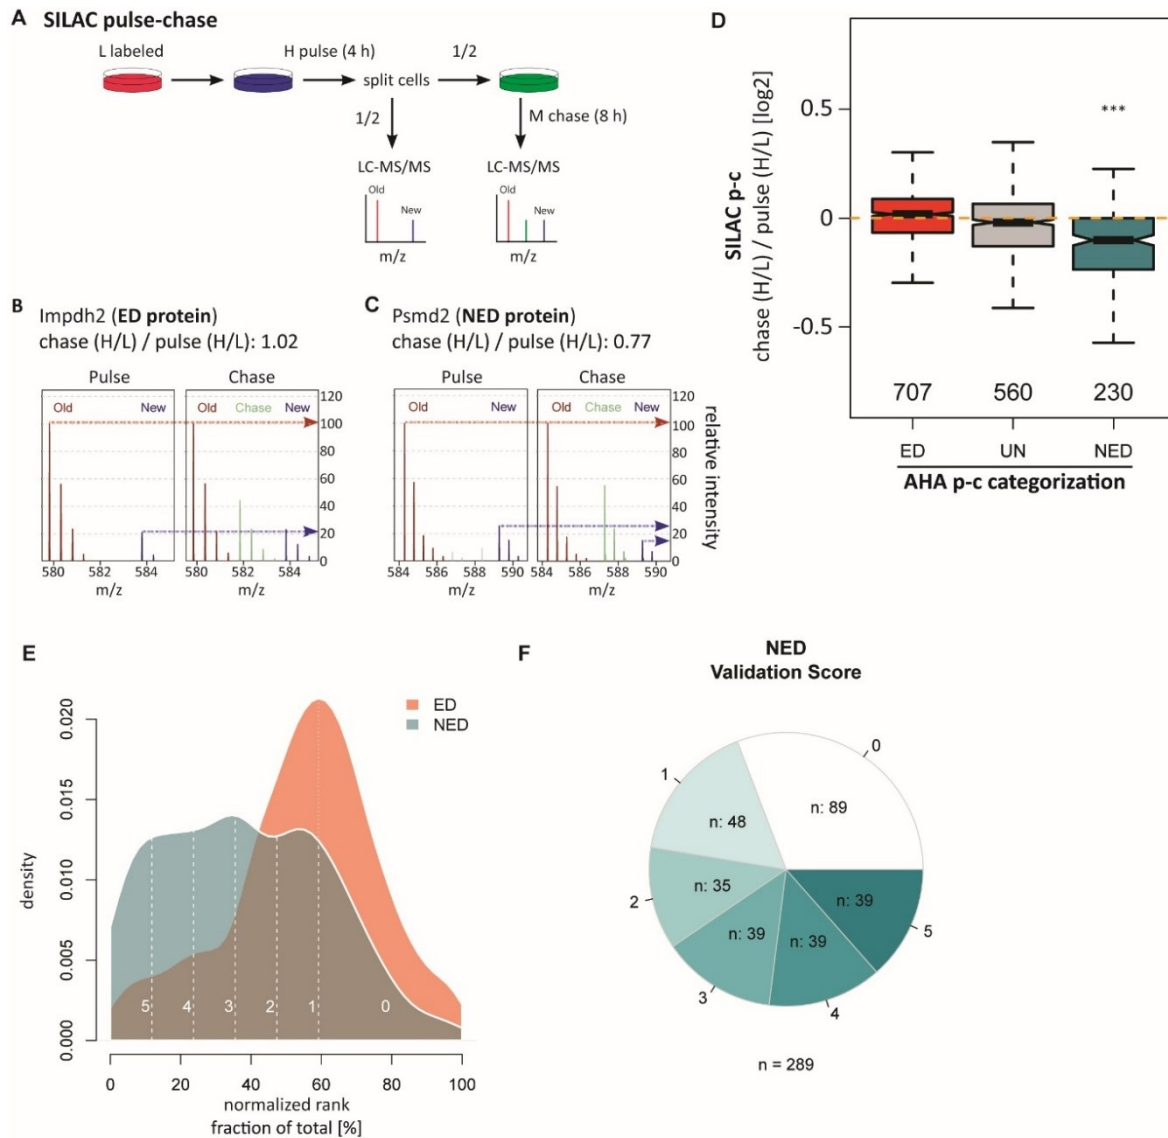 A SILAC pulse-chase
L labeled
H pulse (4 h)
1/2
split cells
1/2
M chase (8 h)
LC-MS/MS
LC-MS/MS
Old
New
Old
New
m/z
m/z
B Impdh2 (ED protein)
chase (H/L) / pulse (H/L): 1.02
Pulse
Chase
Old
New
Old
Chase
New
120
100
80
60
40
20
0
580 582 584
580 582 584
m/z
m/z
C Psmd2 (NED protein)
chase (H/L) / pulse (H/L): 0.77
Pulse
Chase
Old
New
Old
Chase
New
120
100
80
60
40
20
0
relative intensity
584 586 588 590
584 586 588 590
m/z
m/z
D
SILAC p-c
chase (H/L) / pulse (H/L) [log2]
0.5
0
-0.5
***
707 560 230
ED UN NED
AHA p-c categorization
E
ED
NED
density
0.020
0.015
0.010
0.005
0.000
5 4 3 2 1 0
0 20 40 60 80 100
normalized rank
fraction of total [%]
F
NED
Validation Score
0
n: 89
1
n: 48
2
n: 35
3
n: 39
4
n: 39
5
n: 39
n = 289